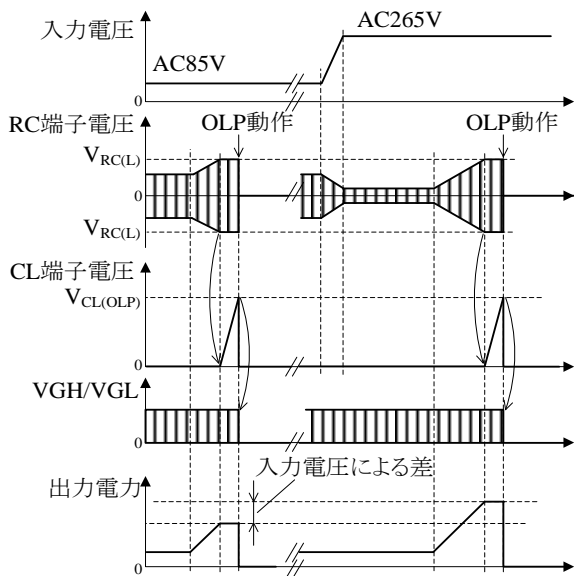 入力電圧
AC85V
AC265V
0
RC端子電圧
OLP動作
OLP動作
VRC(L)
0
VRC(L)
CL端子電圧
VCL(OLP)
0
VGH/VGL
0
出力電力
入力電圧による差
0